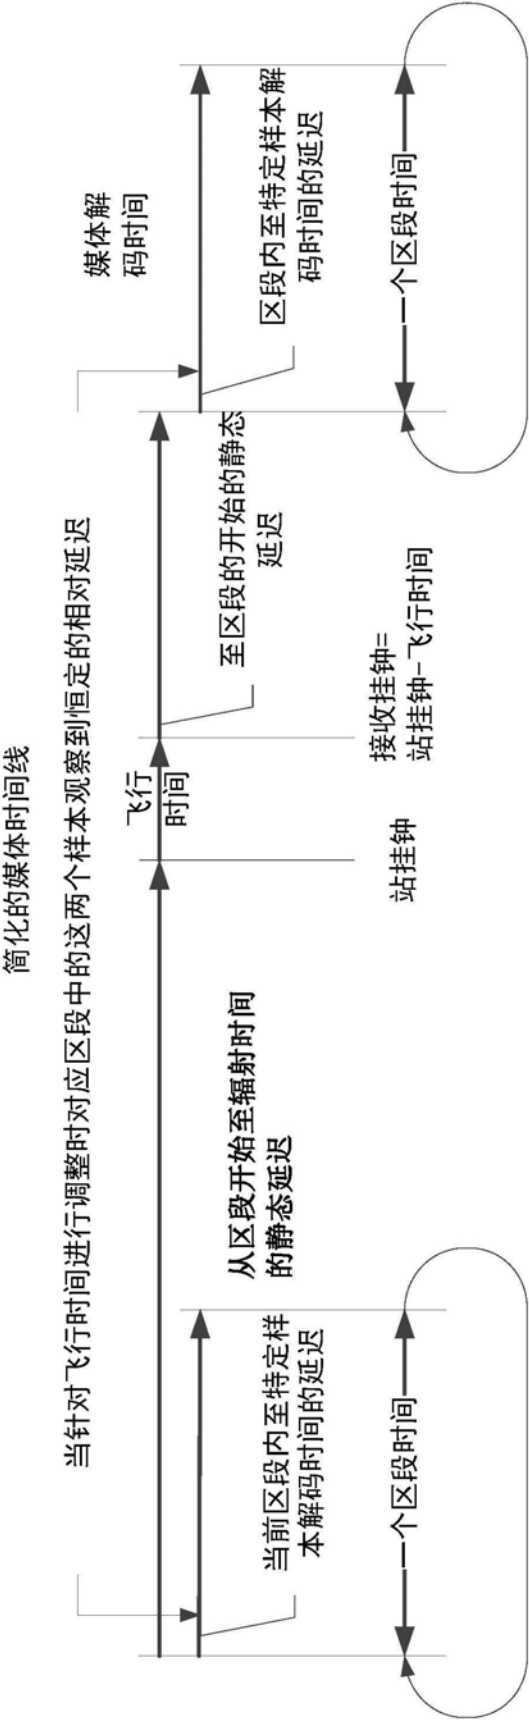 简化的媒体时间线
当针对飞行时间进行调整时对应区段中的这两个样本观察到恒定的相对延迟
媒体解
码时间
飞行
时间
从区段开始至辐射时间
的静态延迟
至区段的开始的静态
延迟
当前区段内至特定样
本解码时间的延迟
区段内至特定样本解
码时间的延迟
站挂钟
接收挂钟=
站挂钟-飞行时间
一个区段时间
一个区段时间